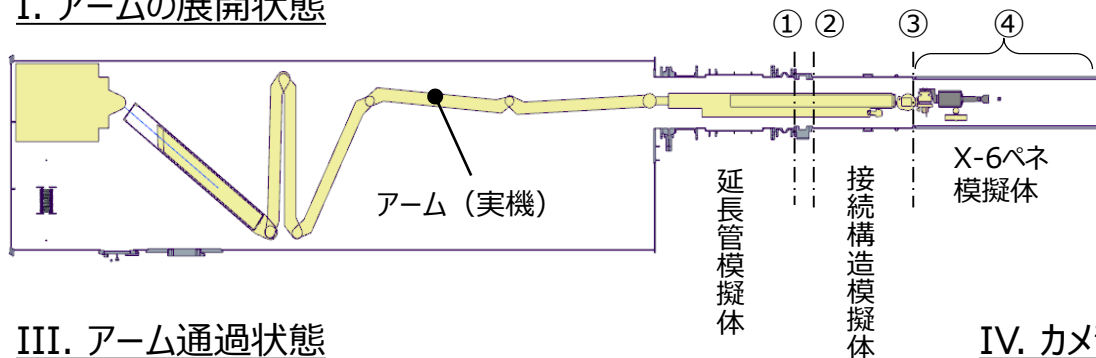 I. アームの展開状態
① ② ③ ④
アーム（実機）
延長管模擬体
接続構造模擬体
X-6ペネ
模擬体
III. アーム通過状態
IV. カメ